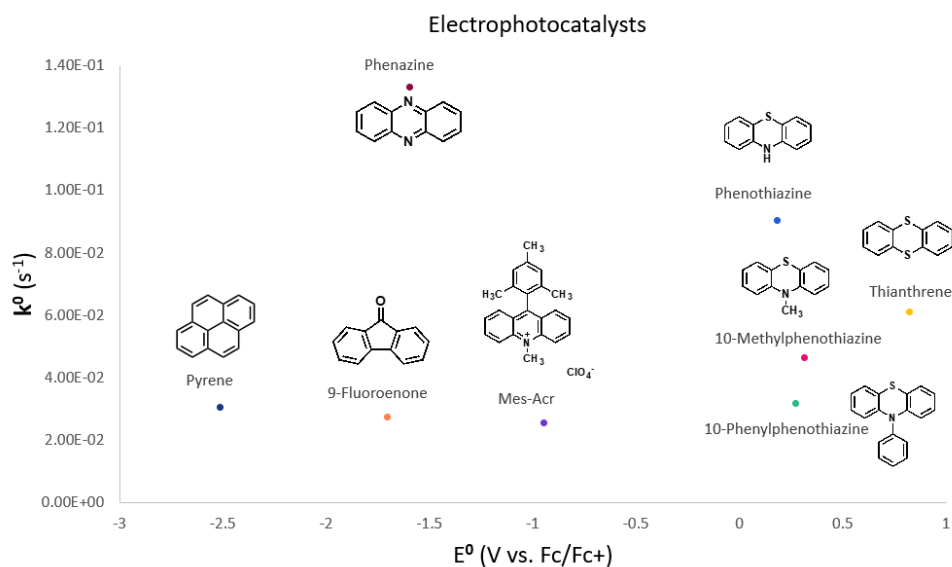 Electrophotocatalysts
1.40E-01
1.20E-01
1.00E-01
8.00E-02
6.00E-02
4.00E-02
2.00E-02
0.00E+00
k⁰ (s⁻¹)
Phenazine
N
N
S
N
H
Phenothiazine
S
S
Thianthrene
S
N
CH₃
10-Methylphenothiazine
CH₃
H₃C
CH₃
N⁺
CH₃
ClO₄⁻
Mes-Acr
O
9-Fluoroenone
Pyrene
10-Phenylphenothiazine
S
N
-3
-2
-1.5
-1
-0.5
0
0.5
1
E⁰ (V vs. Fc/Fc+)